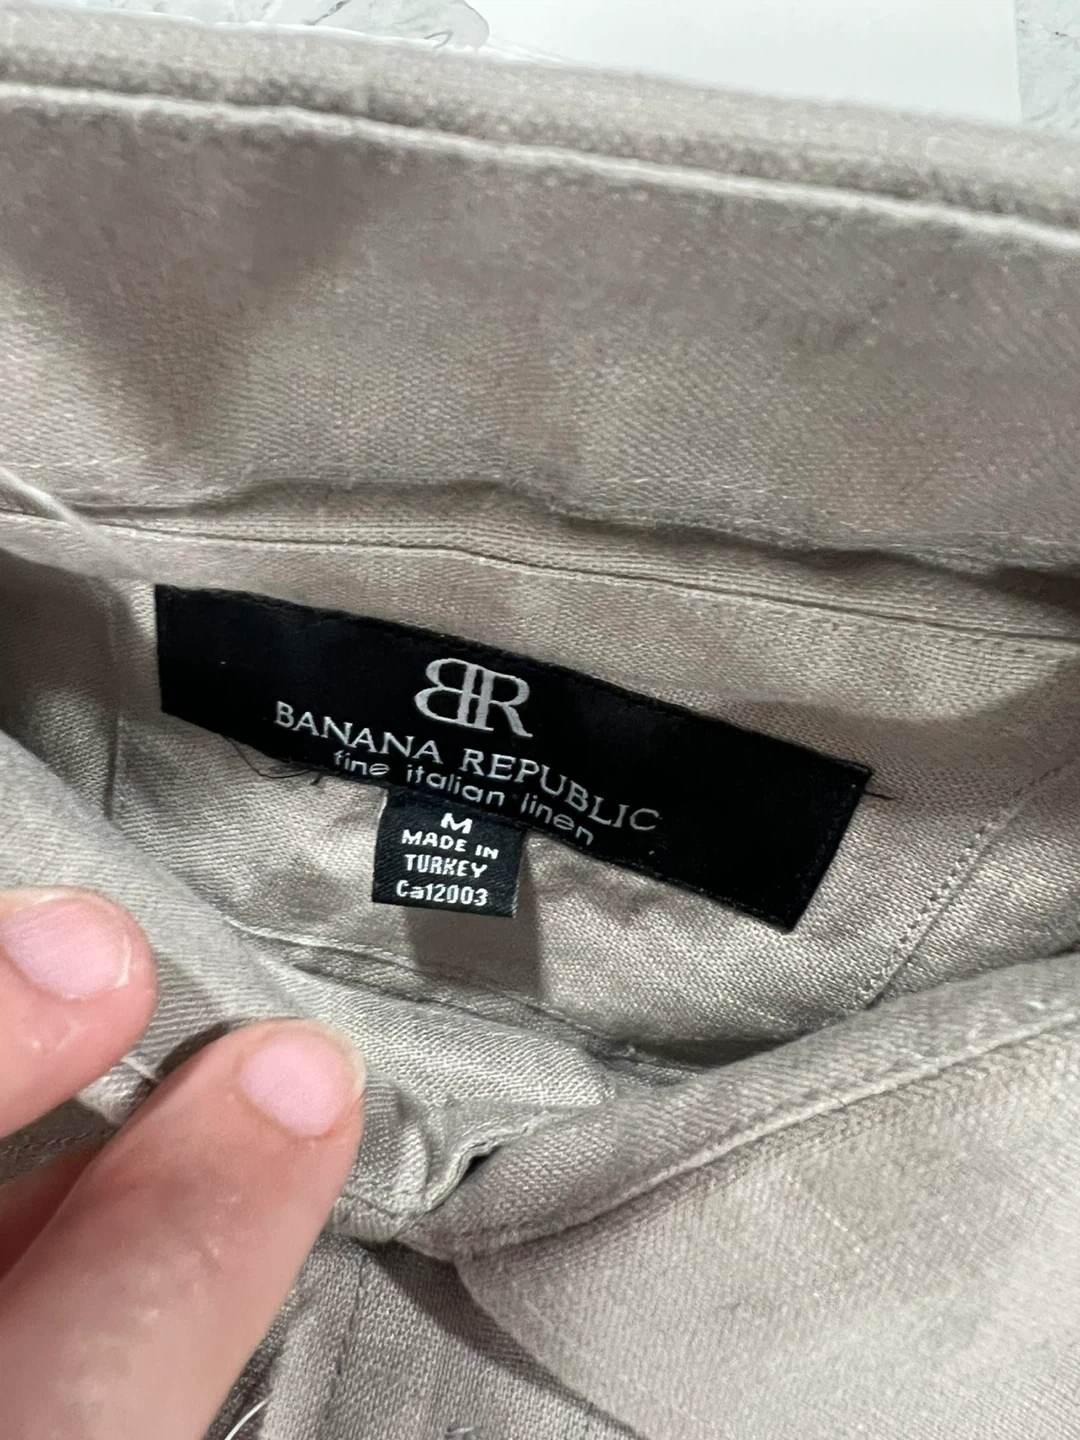 BR
BANANA REPUBLIC
fine italian linen
M
MADE IN
TURKEY
Ca12003